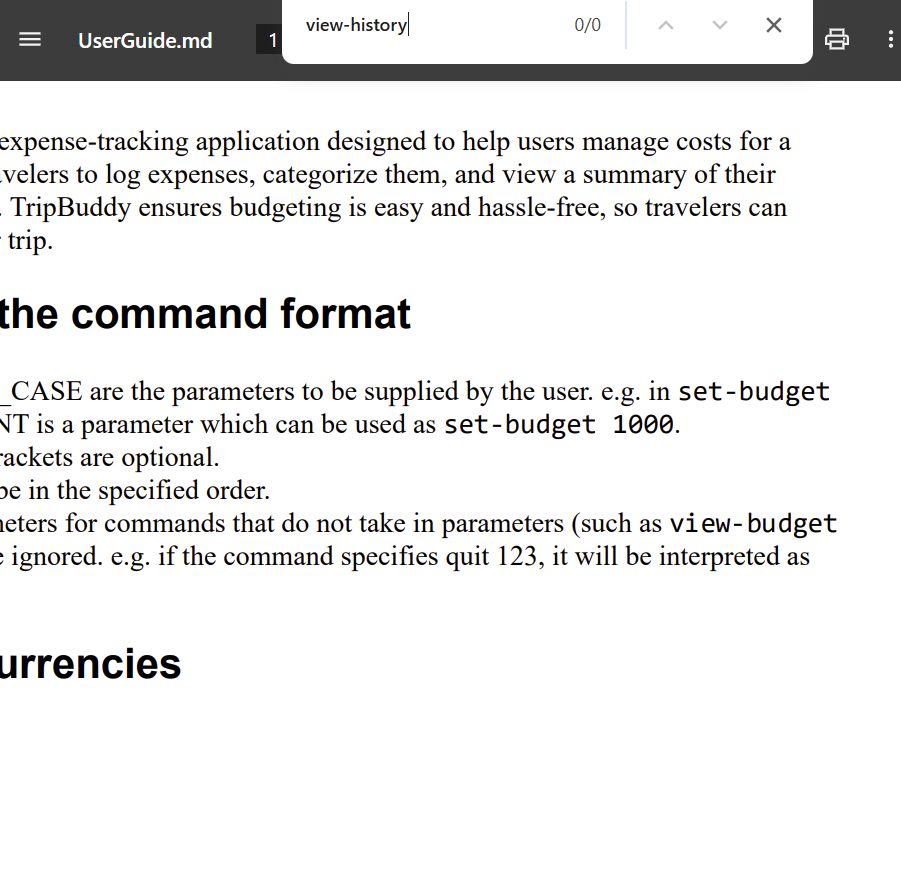 UserGuide.md
1
view-history
0/0
expense-tracking application designed to help users manage costs for a
avelers to log expenses, categorize them, and view a summary of their
. TripBuddy ensures budgeting is easy and hassle-free, so travelers can
trip.
the command format
_CASE are the parameters to be supplied by the user. e.g. in set-budget
NT is a parameter which can be used as set-budget 1000.
rackets are optional.
be in the specified order.
neters for commands that do not take in parameters (such as view-budget
e ignored. e.g. if the command specifies quit 123, it will be interpreted as
urrencies